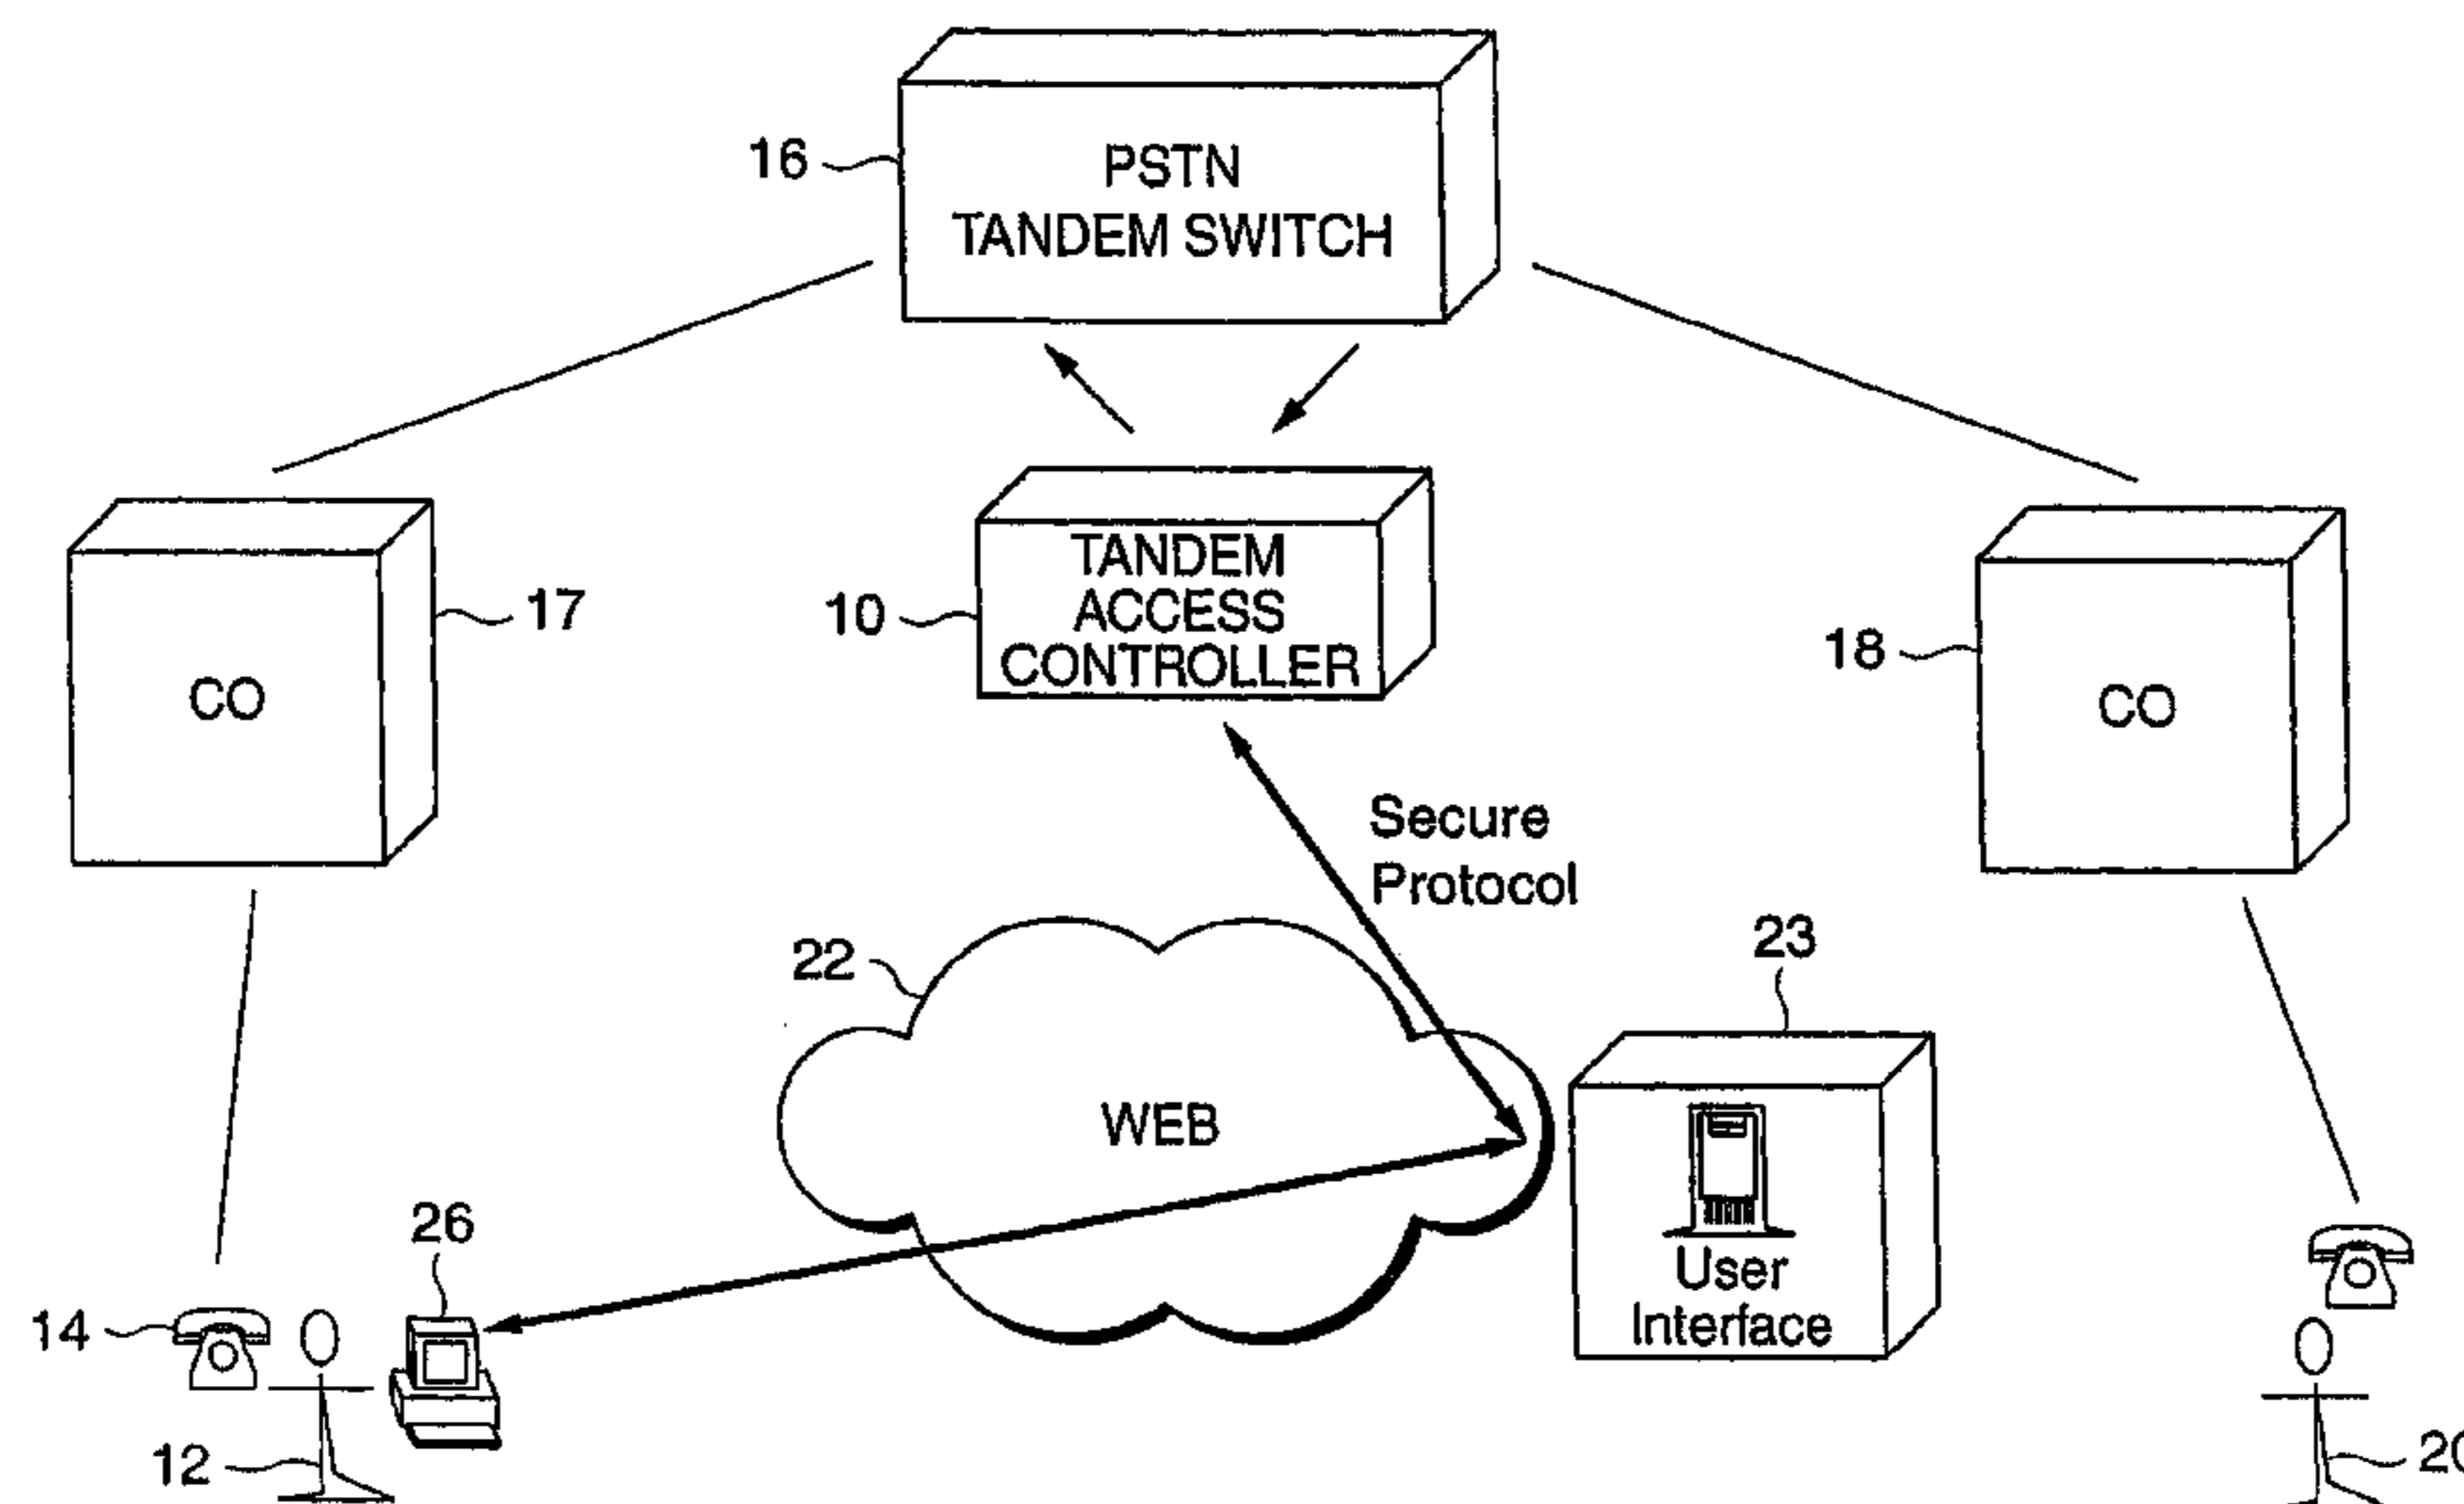 16
PSTN
TANDEM SWITCH
17
CO
10
TANDEM
ACCESS
CONTROLLER
18
CO
Secure
Protocol
22
WEB
23
User
Interface
26
14
12